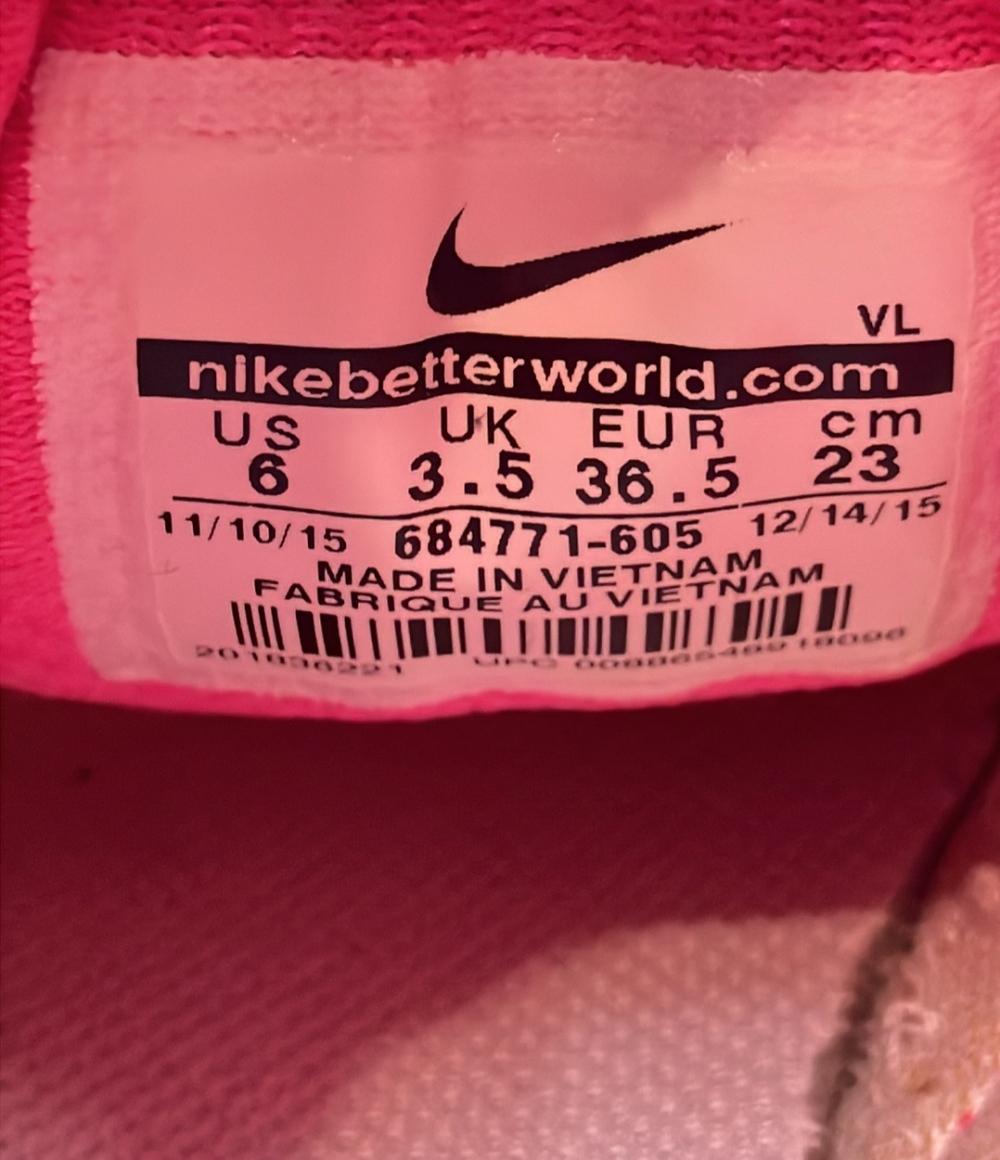 VL
nikebetterworld.com
US UK EUR cm
6 3.5 36.5 23
11/10/15 684771-605 12/14/15
MADE IN VIETNAM
FABRIQUE AU VIETNAM
UPC